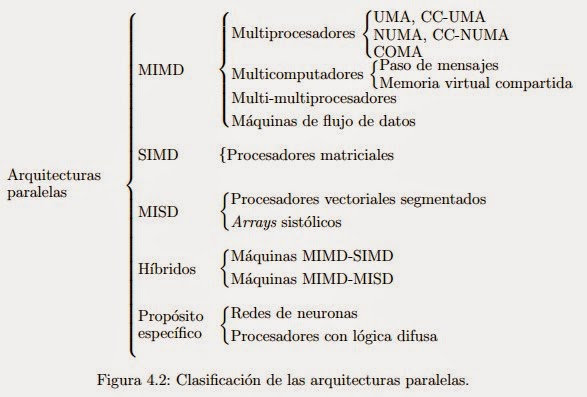 Arquitecturas
paralelas
MIMD
Multiprocesadores
UMA, CC-UMA
NUMA, CC-NUMA
COMA
Multicomputadores
Paso de mensajes
Memoria virtual compartida
Multi-multiprocesadores
Máquinas de flujo de datos
SIMD
Procesadores matriciales
MISD
Procesadores vectoriales segmentados
Arrays sistólicos
Híbridos
Máquinas MIMD-SIMD
Máquinas MIMD-MISD
Propósito
específico
Redes de neuronas
Procesadores con lógica difusa
Figura 4.2: Clasificación de las arquitecturas paralelas.